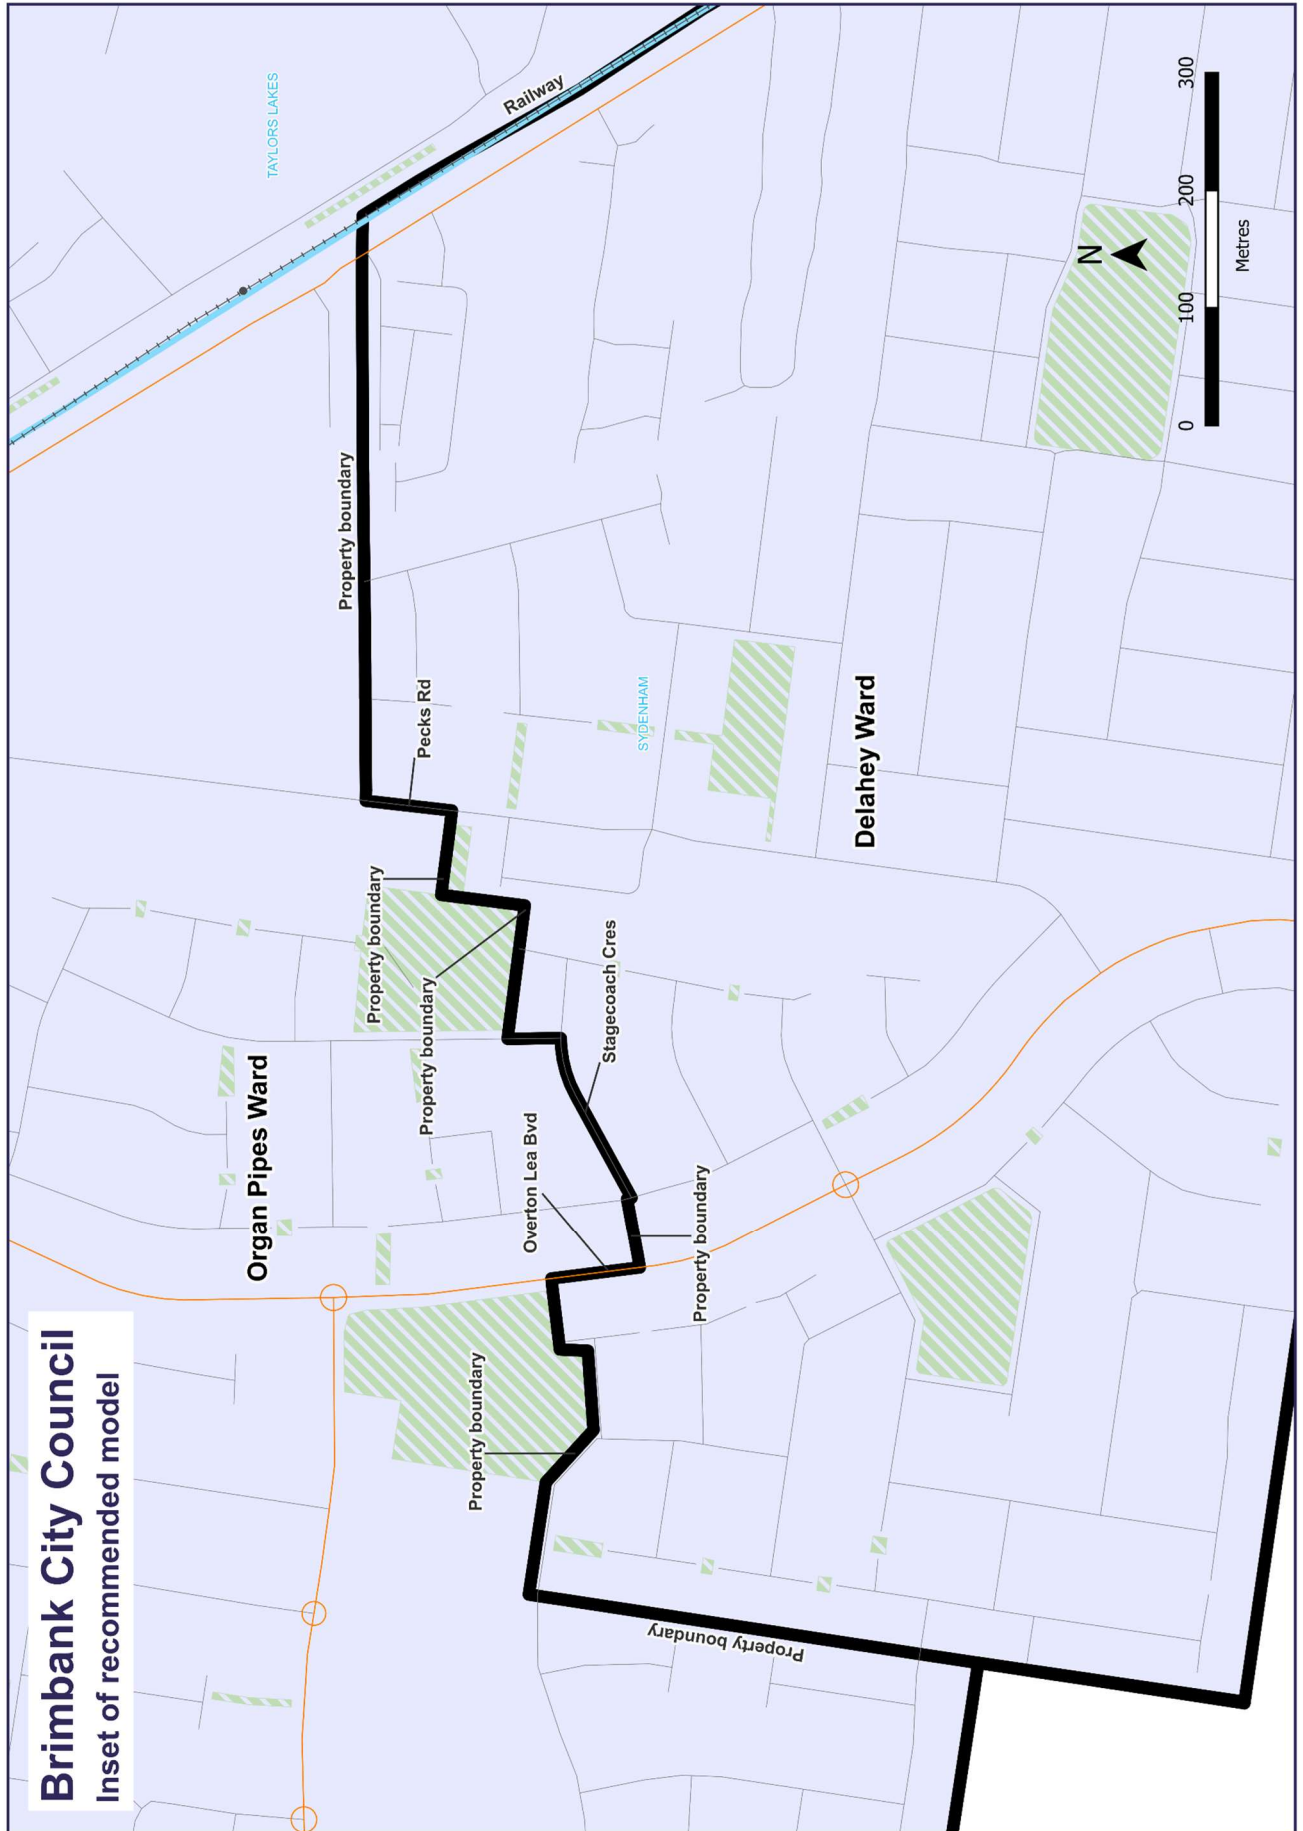 Brimbank City Council
Inset of recommended model
TAYLORS LAKES
Railway
Property boundary
Pecks Rd
Property boundary
Property boundary
Organ Pipes Ward
Stagecoach Cres
Overton Lea Bvd
Property boundary
Property boundary
Property boundary
SYDENHAM
Delahey Ward
N
0
100
200
300
Metres